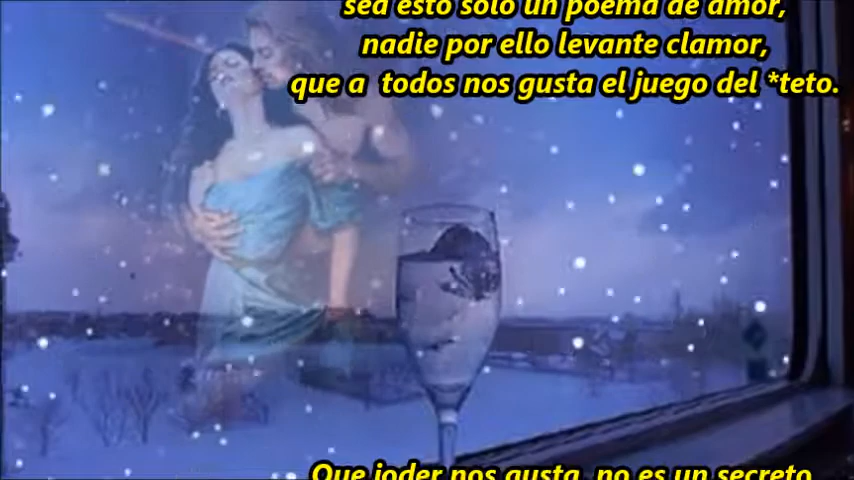 sea esto solo un poema de amor,
nadie por ello levante clamor,
que a todos nos gusta el juego del *teto.
Que joder nos gusta, no es un secreto